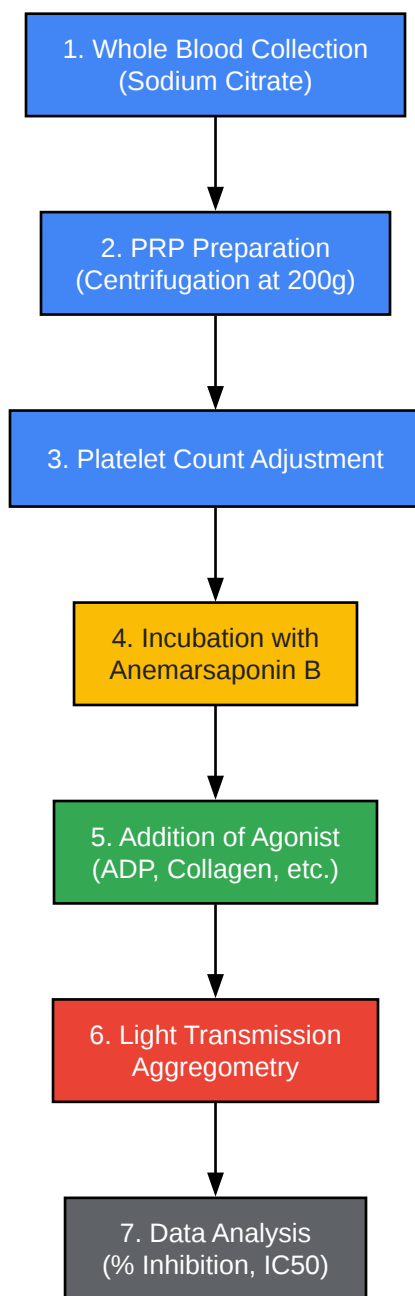 1. Whole Blood Collection
(Sodium Citrate)
2. PRP Preparation
(Centrifugation at 200g)
3. Platelet Count Adjustment
4. Incubation with
Anemarsaponin B
5. Addition of Agonist
(ADP, Collagen, etc.)
6. Light Transmission
Aggregometry
7. Data Analysis
(% Inhibition, IC50)